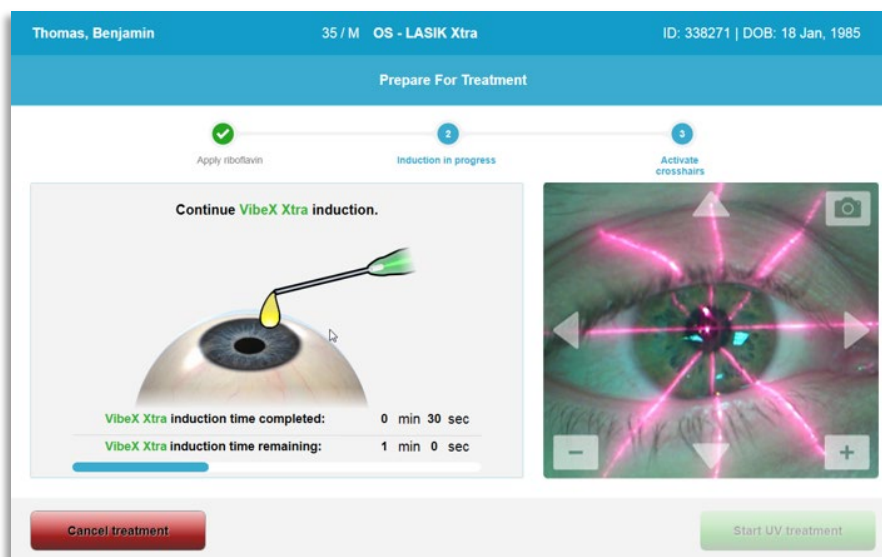 Thomas, Benjamin 35 / M OS - LASIK Xtra ID: 338271 | DOB: 18 Jan, 1985
Prepare For Treatment
2 3
Apply riboflavin Induction in progress Activate
crosshairs
Continue VibeX Xtra induction.
VibeX Xtra induction time completed: 0 min 30 sec
VibeX Xtra induction time remaining: 1 min 0 sec
Cancel treatment Start UV treatment